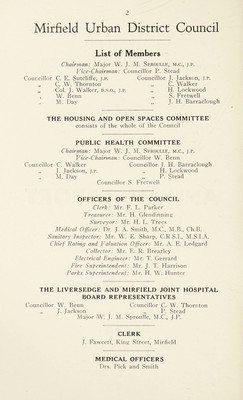 2
Mirfield Urban District Council
List of Members
Chairman: Major W. J. M. SPROULLE, M.C., J.P.
Vice-Chairman: Councillor P. Stead
Councillor C. E. Sutcliffe, J.P. Councillor J. Jackson, J.P.
„ C. W. Thornton „ C. Walker
„ Col. J. Walker, D.S.O., J.P. „ H. Lockwood
„ W. Benn „ S. Fretwell
„ M. Day „ J. H. Barraclough
THE HOUSING AND OPEN SPACES COMMITTEE
consists of the whole of the Council
PUBLIC HEALTH COMMITTEE
Chairman: Major W. J. M. SPROULLE, M.C., J.P.
Vice-Chairman: Councillor W. Benn
Councillor C. Walker Councillor J. H. Barraclough
„ J. Jackson, J.P. „ H. Lockwood
„ M. Day „ P. Stead
Councillor S. Fretwell
OFFICERS OF THE COUNCIL
Clerk: Mr. F. L. Parker
Treasurer: Mr. H. Glendinning
Surveyor: Mr. H. L. Trees
Medical Officer: Dr. J. A. Smith, M.C., M.B., Ch.B.
Sanitary Inspector: Mr. W. E. Sharp, C.R.S.I., M.S.I.A.
Chief Rating and Valuation Officer: Mr. A. E. Ledgard
Collector: Mr. E. R. Brearley
Electrical Engineer: Mr. T. Gerrard
Fire Superintendent: Mr. J. T. Harrison
Parks Superintendent: Mr. H. W. Hunter
THE LIVERSEDGE AND MIRFIELD JOINT HOSPITAL
BOARD REPRESENTATIVES
Councillor W. Benn Councillor C. W. Thornton
„ J. Jackson „ P. Stead
Major W. J. M. Sproulle, M.C., J.P.
CLERK
J. Fawcett, King Street, Mirfield
MEDICAL OFFICERS
Drs. Pick and Smith